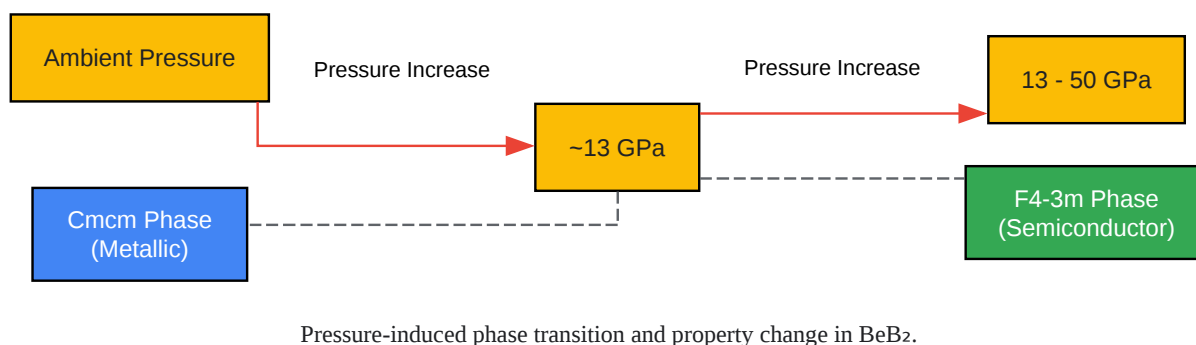 Ambient Pressure
Pressure Increase
Pressure Increase
13 - 50 GPa
~13 GPa
Cmcm Phase
(Metallic)
F4-3m Phase
(Semiconductor)
Pressure-induced phase transition and property change in BeB₂.